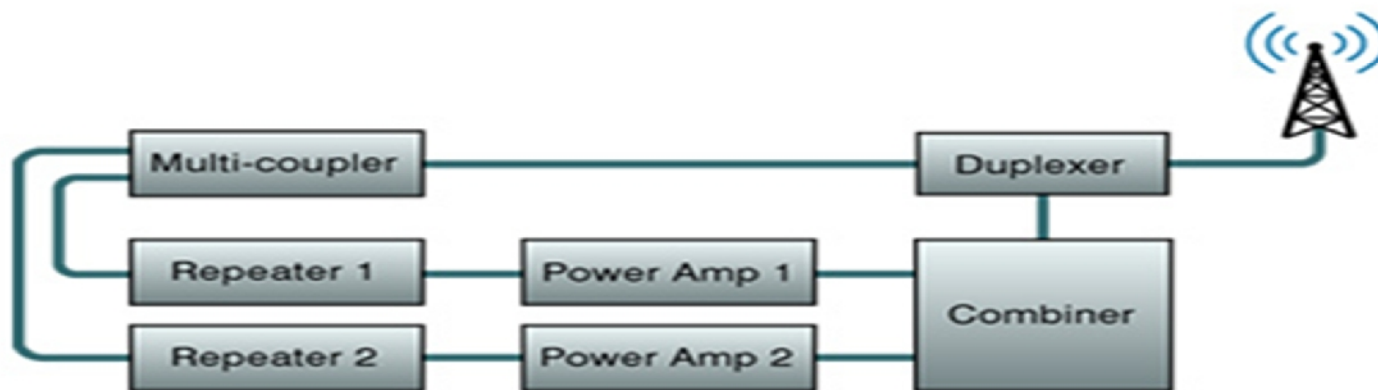 Multi-coupler
Duplexer
Repeater 1
Power Amp 1
Combiner
Repeater 2
Power Amp 2